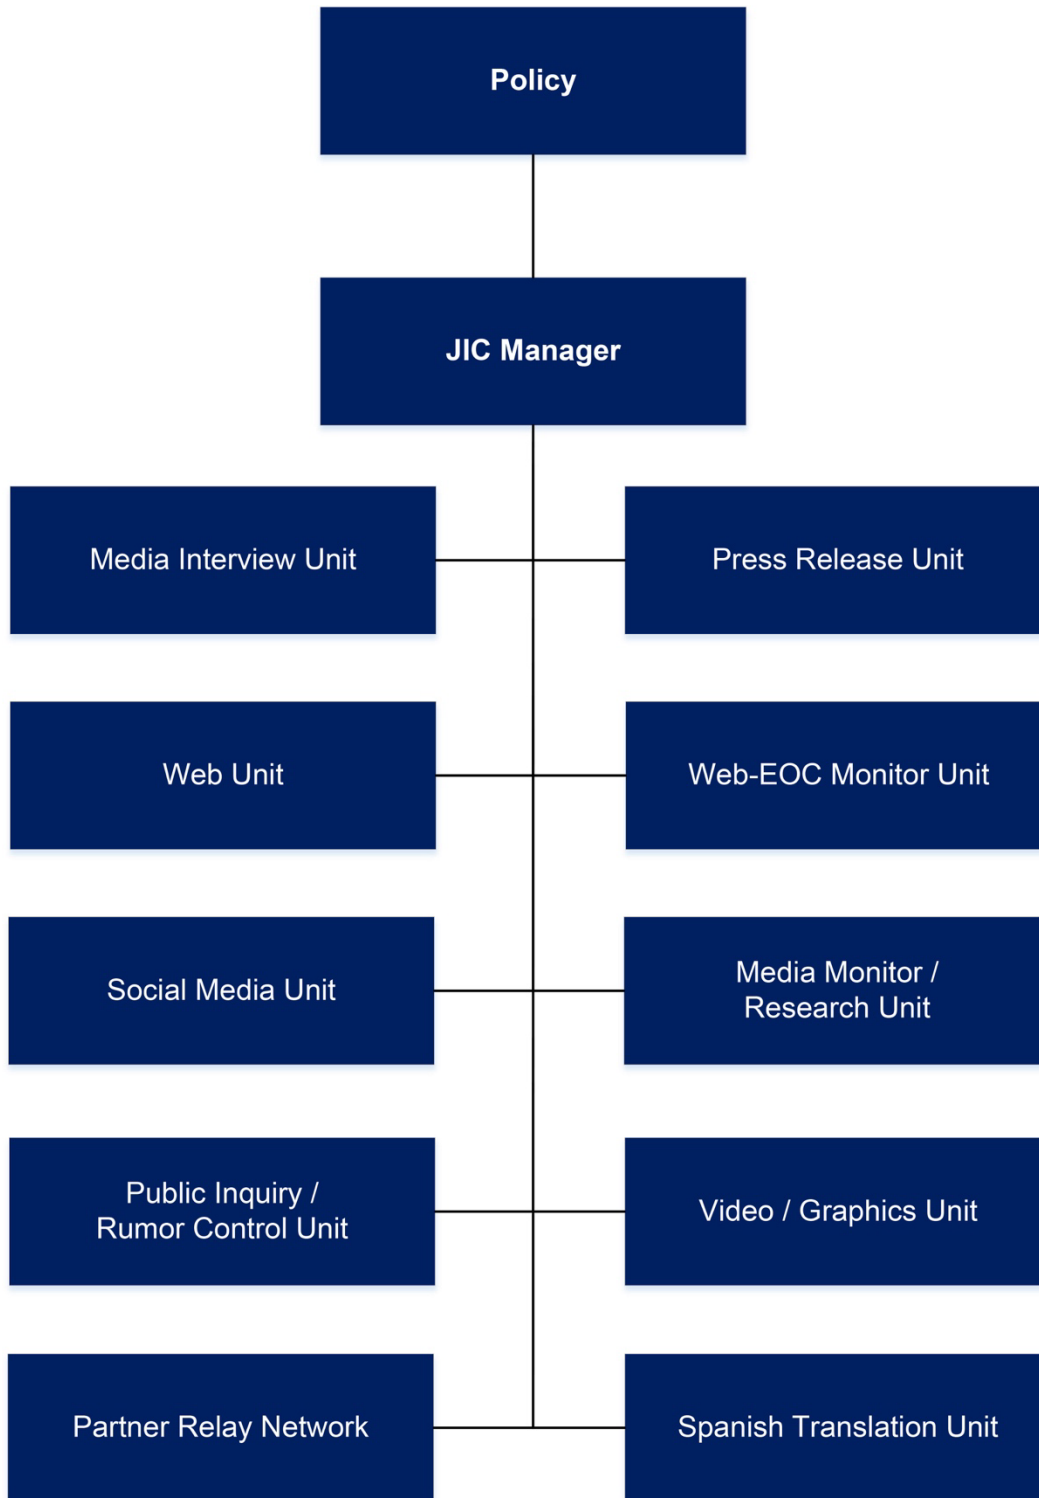 Policy
JIC Manager
Media Interview Unit
Press Release Unit
Web Unit
Web-EOC Monitor Unit
Social Media Unit
Media Monitor /
Research Unit
Public Inquiry /
Rumor Control Unit
Video / Graphics Unit
Partner Relay Network
Spanish Translation Unit